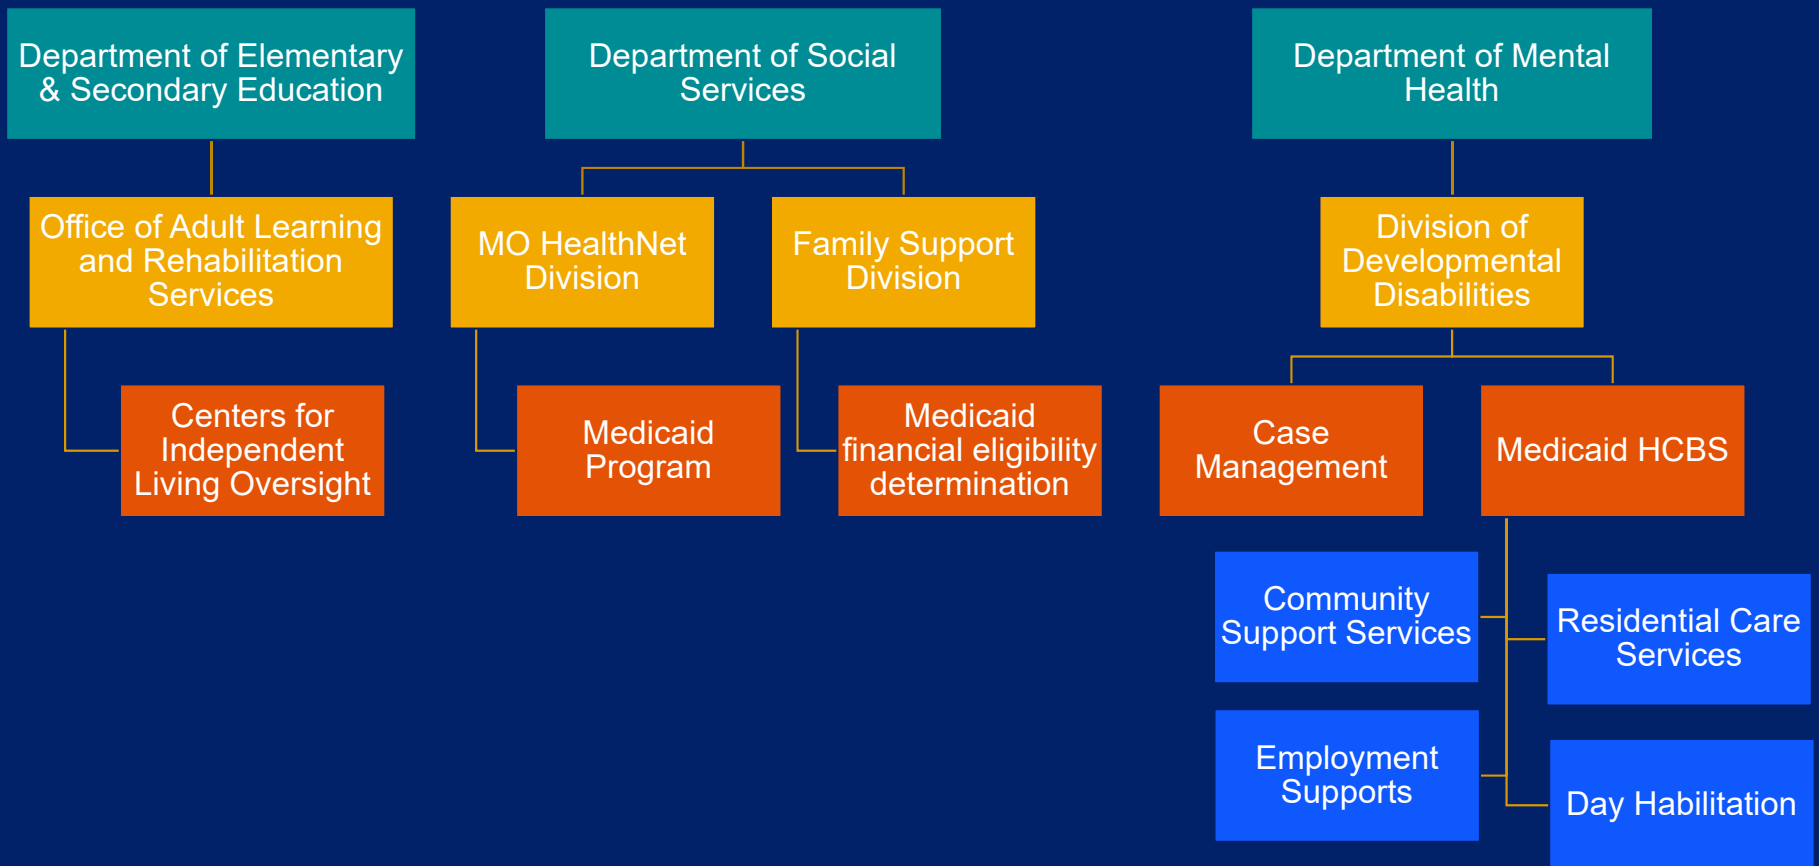 Department of Elementary
& Secondary Education
Department of Social
Services
Department of Mental
Health
Office of Adult Learning
and Rehabilitation
Services
MO HealthNet
Division
Family Support
Division
Division of
Developmental
Disabilities
Centers for
Independent
Living Oversight
Medicaid
Program
Medicaid
financial eligibility
determination
Case
Management
Medicaid HCBS
Community
Support Services
Residential Care
Services
Employment
Supports
Day Habilitation